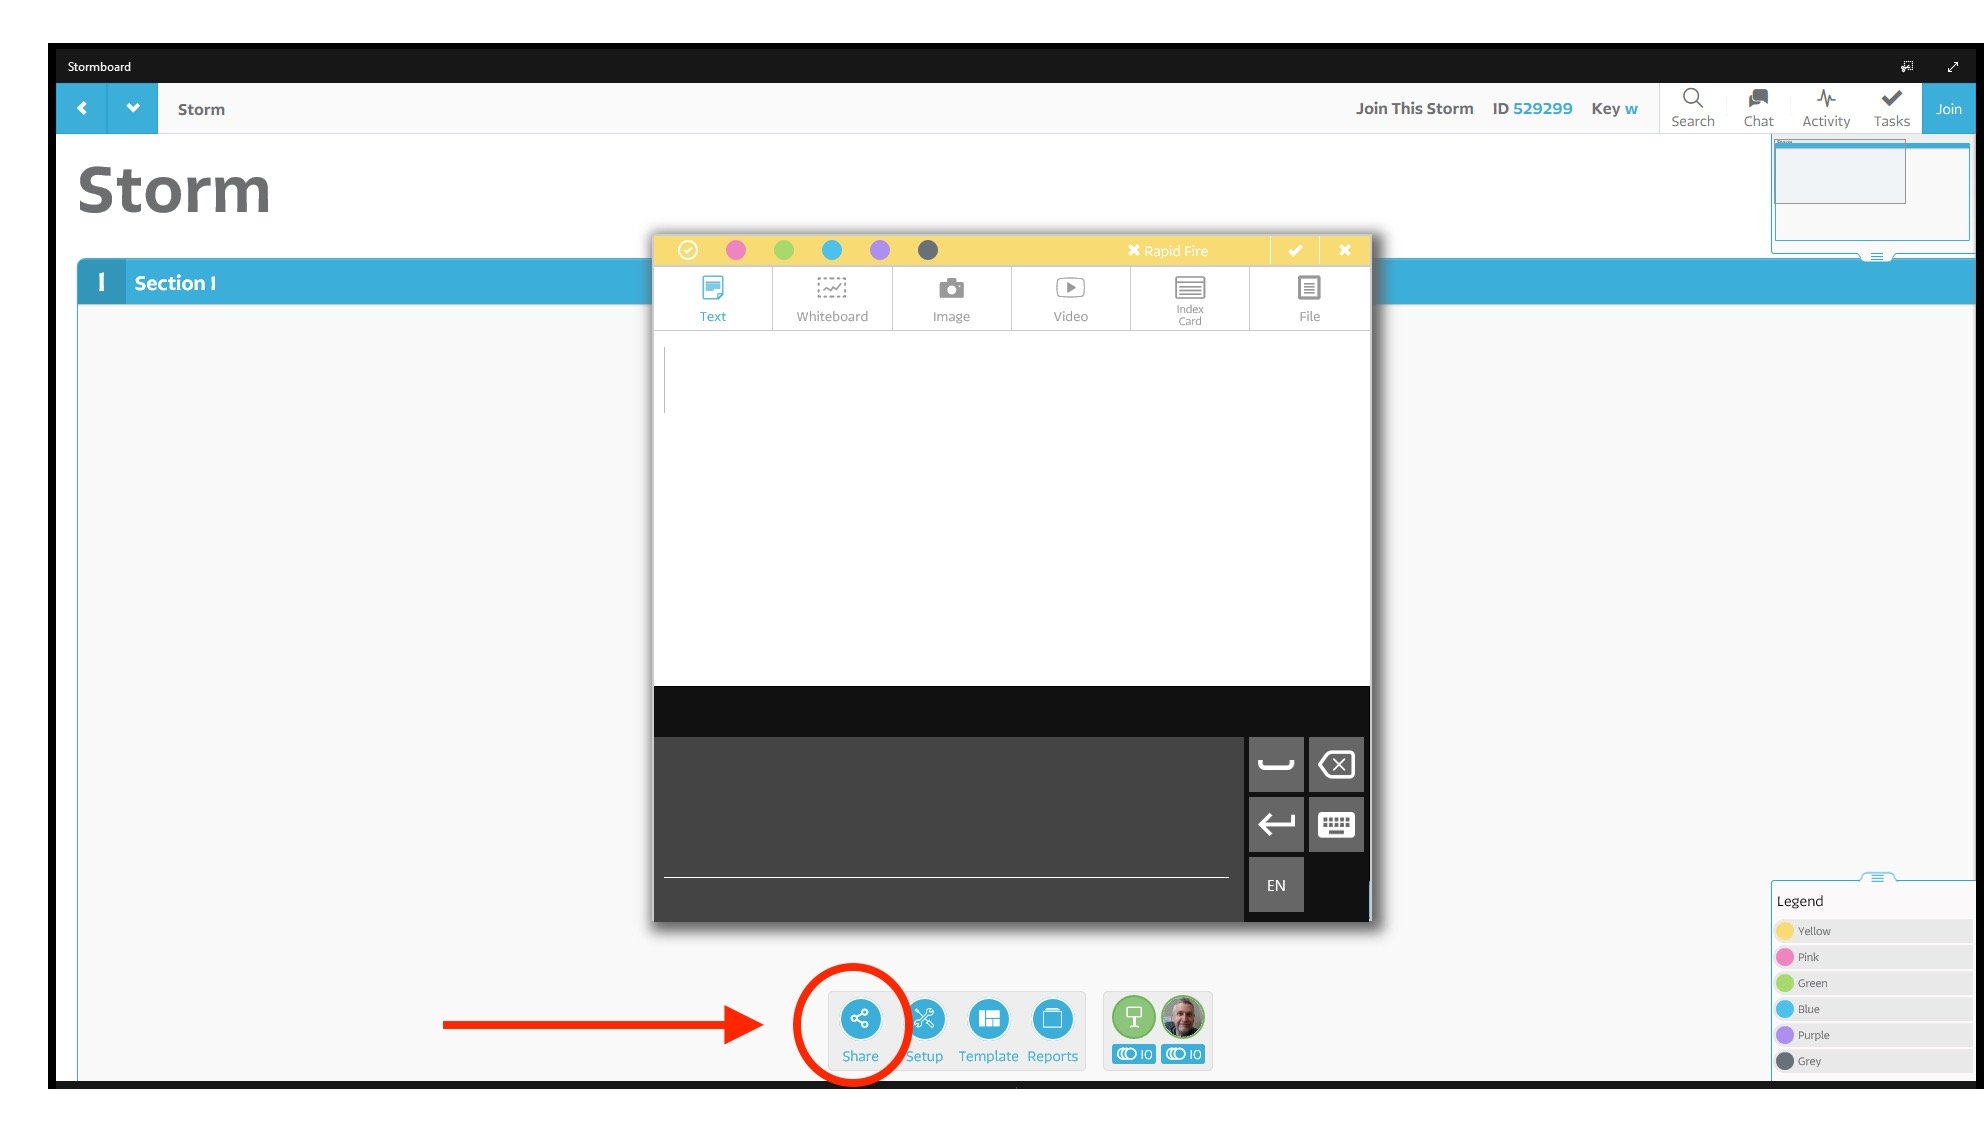 Stormboard
Storm
Join This Storm ID 529299 Key w
Search
Chat
Activity
Tasks
Join
Storm
1 Section 1
Rapid Fire
Text
Whiteboard
Image
Video
Index
Card
File
EN
Legend
Yellow
Pink
Green
Blue
Purple
Grey
Share
Setup
Template
Reports
10
10